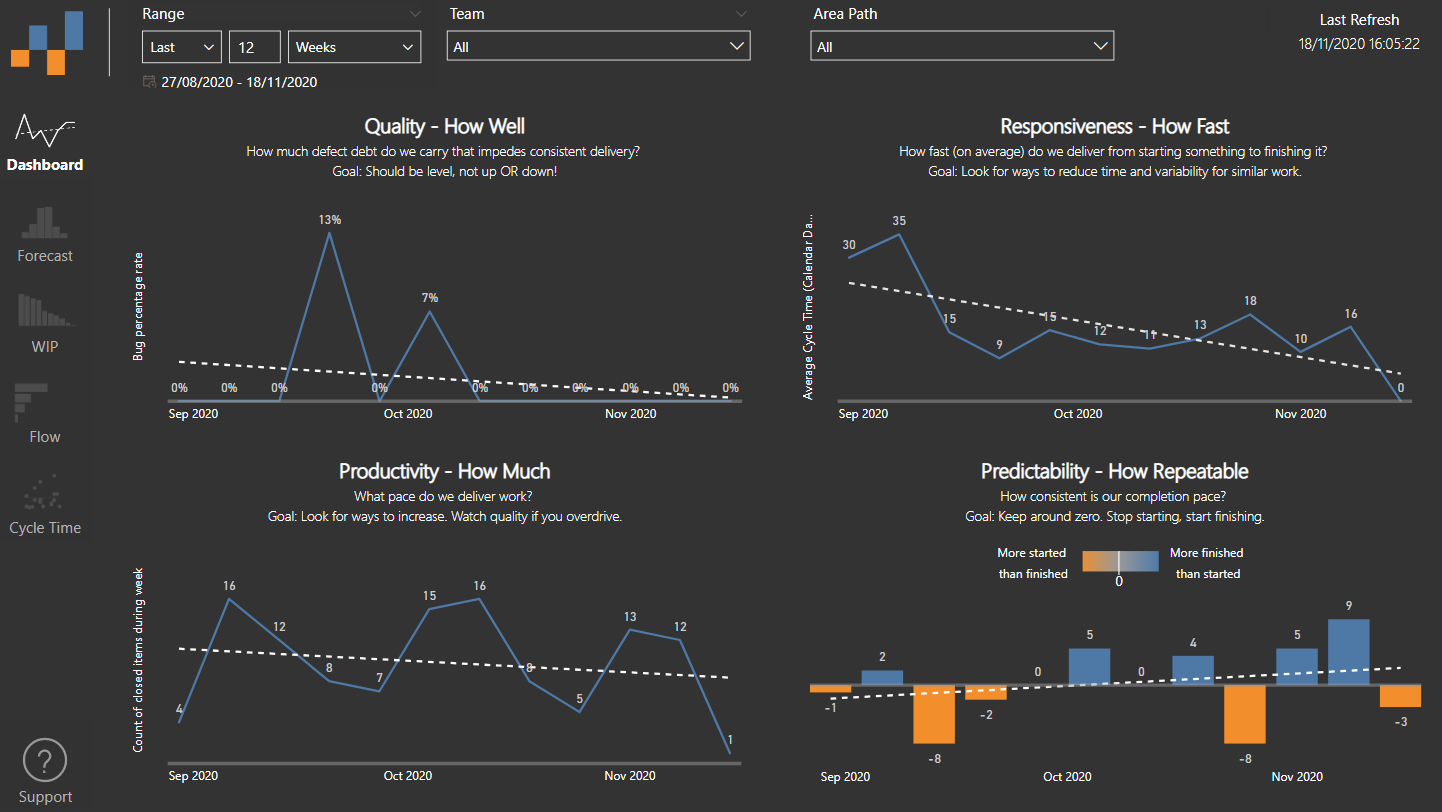 Range
Team
Area Path
Last Refresh
18/11/2020 16:05:22
Last
12
Weeks
All
All
27/08/2020 - 18/11/2020
Dashboard
Forecast
WIP
Flow
Cycle Time
Support
Quality - How Well
How much defect debt do we carry that impedes consistent delivery?
Goal: Should be level, not up OR down!
Bug percentage rate
0% 0% 0% 13% 0% 7% 0% 0% 0% 0% 0% 0%
Sep 2020 Oct 2020 Nov 2020
Responsiveness - How Fast
How fast (on average) do we deliver from starting something to finishing it?
Goal: Look for ways to reduce time and variability for similar work.
Average Cycle Time (Calendar Da...
30 35 15 9 15 12 11 13 18 10 16 0
Sep 2020 Oct 2020 Nov 2020
Productivity - How Much
What pace do we deliver work?
Goal: Look for ways to increase. Watch quality if you overdrive.
Count of closed items during week
4 16 12 8 7 15 16 8 5 13 12 1
Sep 2020 Oct 2020 Nov 2020
Predictability - How Repeatable
How consistent is our completion pace?
Goal: Keep around zero. Stop starting, start finishing.
More started
than finished
0
More finished
than started
-1 2 -8 -2 0 5 0 4 -8 5 9 -3
Sep 2020 Oct 2020 Nov 2020